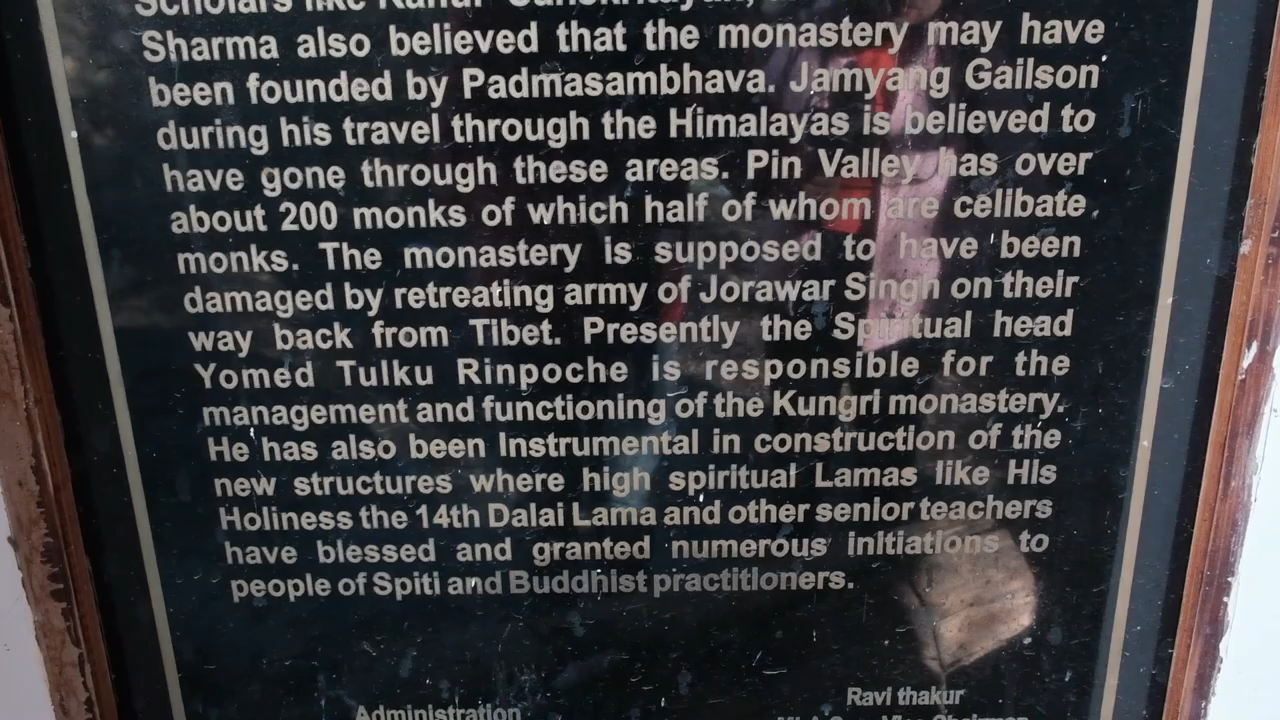 Scholars like Rahul
Sharma also believed that the monastery may have
been founded by Padmasambhava. Jamyang Gailson
during his travel through the Himalayas is believed to
have gone through these areas. Pin Valley has over
about 200 monks of which half of whom are celibate
monks. The monastery is supposed to have been
damaged by retreating army of Jorawar Singh on their
way back from Tibet. Presently the Spiritual head
Yomed Tulku Rinpoche is responsible for the
management and functioning of the Kungri monastery.
He has also been Instrumental in construction of the
new structures where high spiritual Lamas like His
Holiness the 14th Dalai Lama and other senior teachers
have blessed and granted numerous initiations to
people of Spiti and Buddhist practitioners.
Ravi thakur
Administration